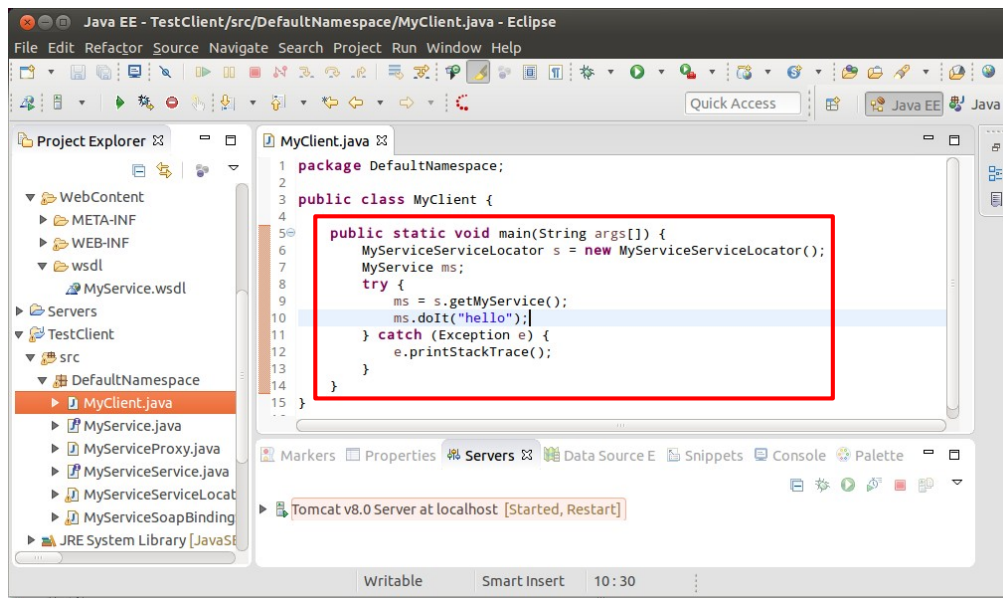 Java EE - TestClient/src/DefaultNamespace/MyClient.java - Eclipse
File Edit Refactor Source Navigate Search Project Run Window Help
Quick Access
Java EE
Java
Project Explorer
WebContent
META-INF
WEB-INF
wsdl
MyService.wsdl
Servers
TestClient
src
DefaultNamespace
MyClient.java
MyService.java
MyServiceProxy.java
MyServiceService.java
MyServiceServiceLocat
MyServiceSoapBinding
JRE System Library [JavaSE
MyClient.java
1 package DefaultNamespace;
2
3 public class MyClient {
4
5 public static void main(String args[]) {
6 MyServiceServiceLocator s = new MyServiceServiceLocator();
7 MyService ms;
8 try {
9 ms = s.getMyService();
10 ms.doIt("hello");
11 } catch (Exception e) {
12 e.printStackTrace();
13 }
14 }
15 }
Markers Properties Servers Data Source E Snippets Console Palette
Tomcat v8.0 Server at localhost [Started, Restart]
Writable Smart Insert 10:30